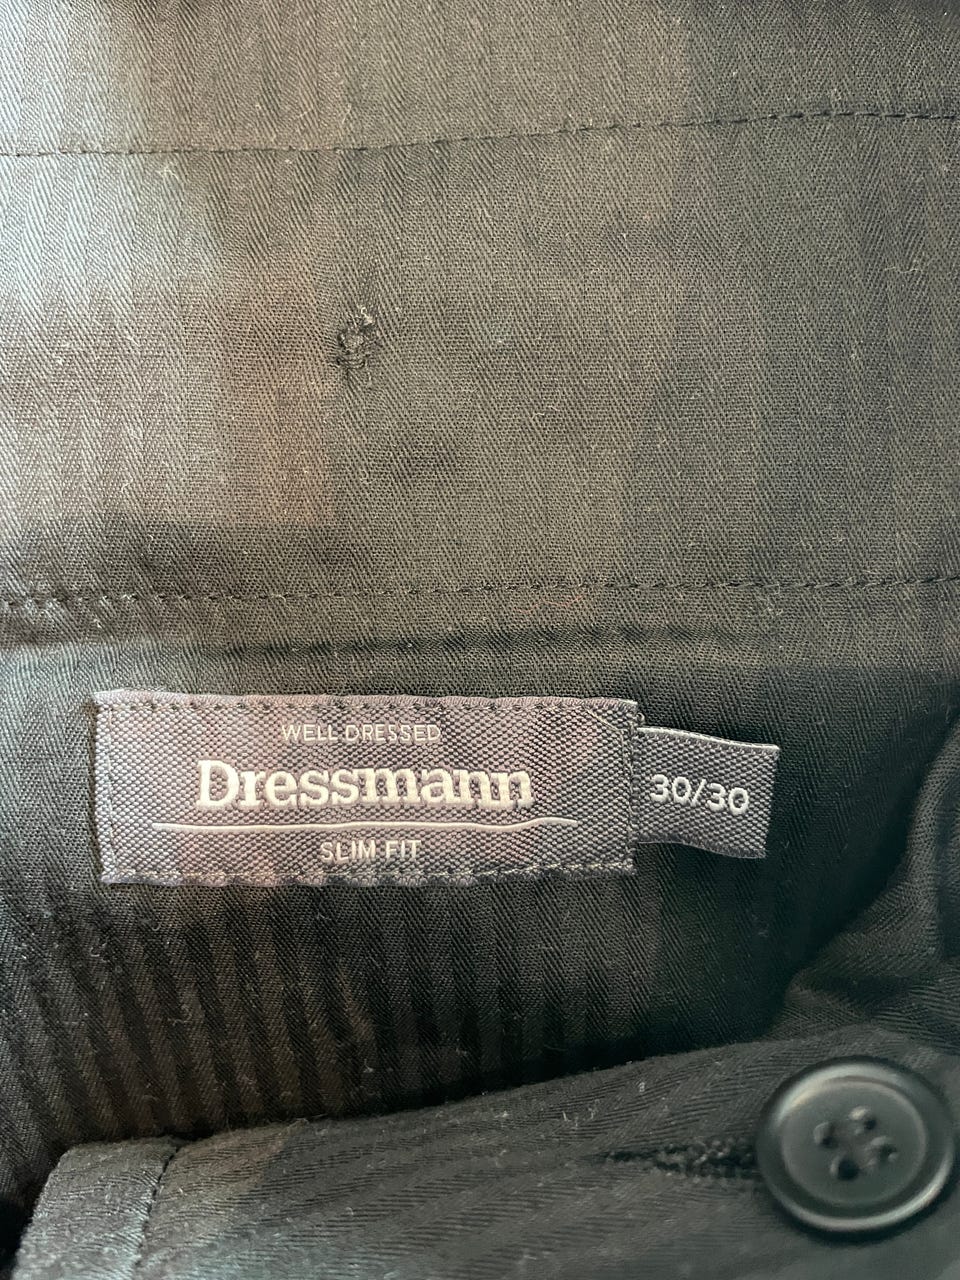 WELL DRESSED
Dressmann
SLIM FIT
30/30